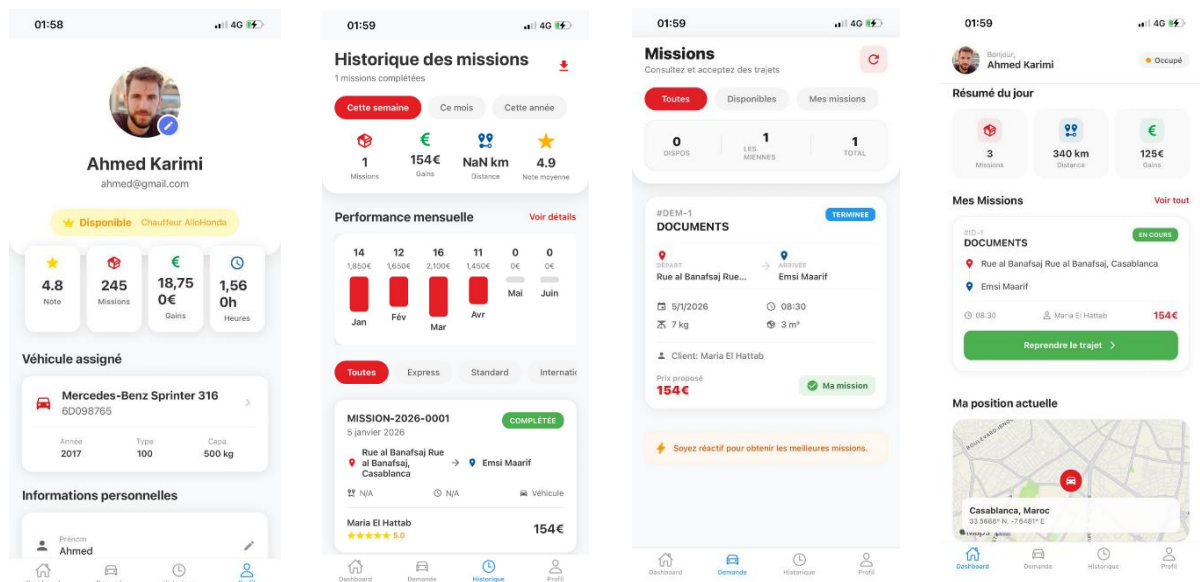 01:58
4G
Ahmed Karimi
ahmed@gmail.com
Disponible Chauffeur AlloHonda
4.8
Note
245
Missions
18,75
0€
Gains
1,56
0h
Heures
Véhicule assigné
Mercedes-Benz Sprinter 316
6D098765
Année
2017
Type
100
Capa.
500 kg
Informations personnelles
Prénom
Ahmed
01:59
4G
Historique des missions
1 missions complétées
Cette semaine
Ce mois
Cette année
1
Missions
154€
Gains
NaN km
Distance
4.9
Note moyenne
Performance mensuelle
Voir détails
14
1,850€
Jan
12
1,650€
Fév
16
2,100€
Mar
11
1,450€
Avr
0
0€
Mai
0
0€
Juin
Toutes
Express
Standard
MISSION-2026-0001
COMPLÉTÉE
5 janvier 2026
Rue al Banafsaj Rue
al Banafsaj,
Casablanca
→
Emsi Maarif
N/A
N/A
Véhicule
Maria El Hattab
5.0
154€
Dashboard
Demande
Historique
Profil
01:59
4G
Missions
Consultez et acceptez des trajets
Toutes
Disponibles
Mes missions
0
DISPOS
1
LES
MIENNES
1
TOTAL
#DEM-1
TERMINEE
DOCUMENTS
DÉPART
Rue al Banafsaj Rue...
→
ARRIVÉE
Emsi Maarif
5/1/2026
08:30
7 kg
3 m³
Client: Maria El Hattab
Prix proposé
154€
Ma mission
Soyez réactif pour obtenir les meilleures missions.
Dashboard
Demande
Historique
Profil
01:59
4G
Bonjour,
Ahmed Karimi
Occupé
Résumé du jour
3
Missions
340 km
Distance
125€
Gains
Mes Missions
Voir tout
#ID-1
EN COURS
DOCUMENTS
Rue al Banafsaj Rue al Banafsaj, Casablanca
Emsi Maarif
08:30
Maria El Hattab
154€
Reprendre le trajet >
Ma position actuelle
Casablanca, Maroc
33.5666° N, -7.6481° E
Dashboard
Demande
Historique
Profil